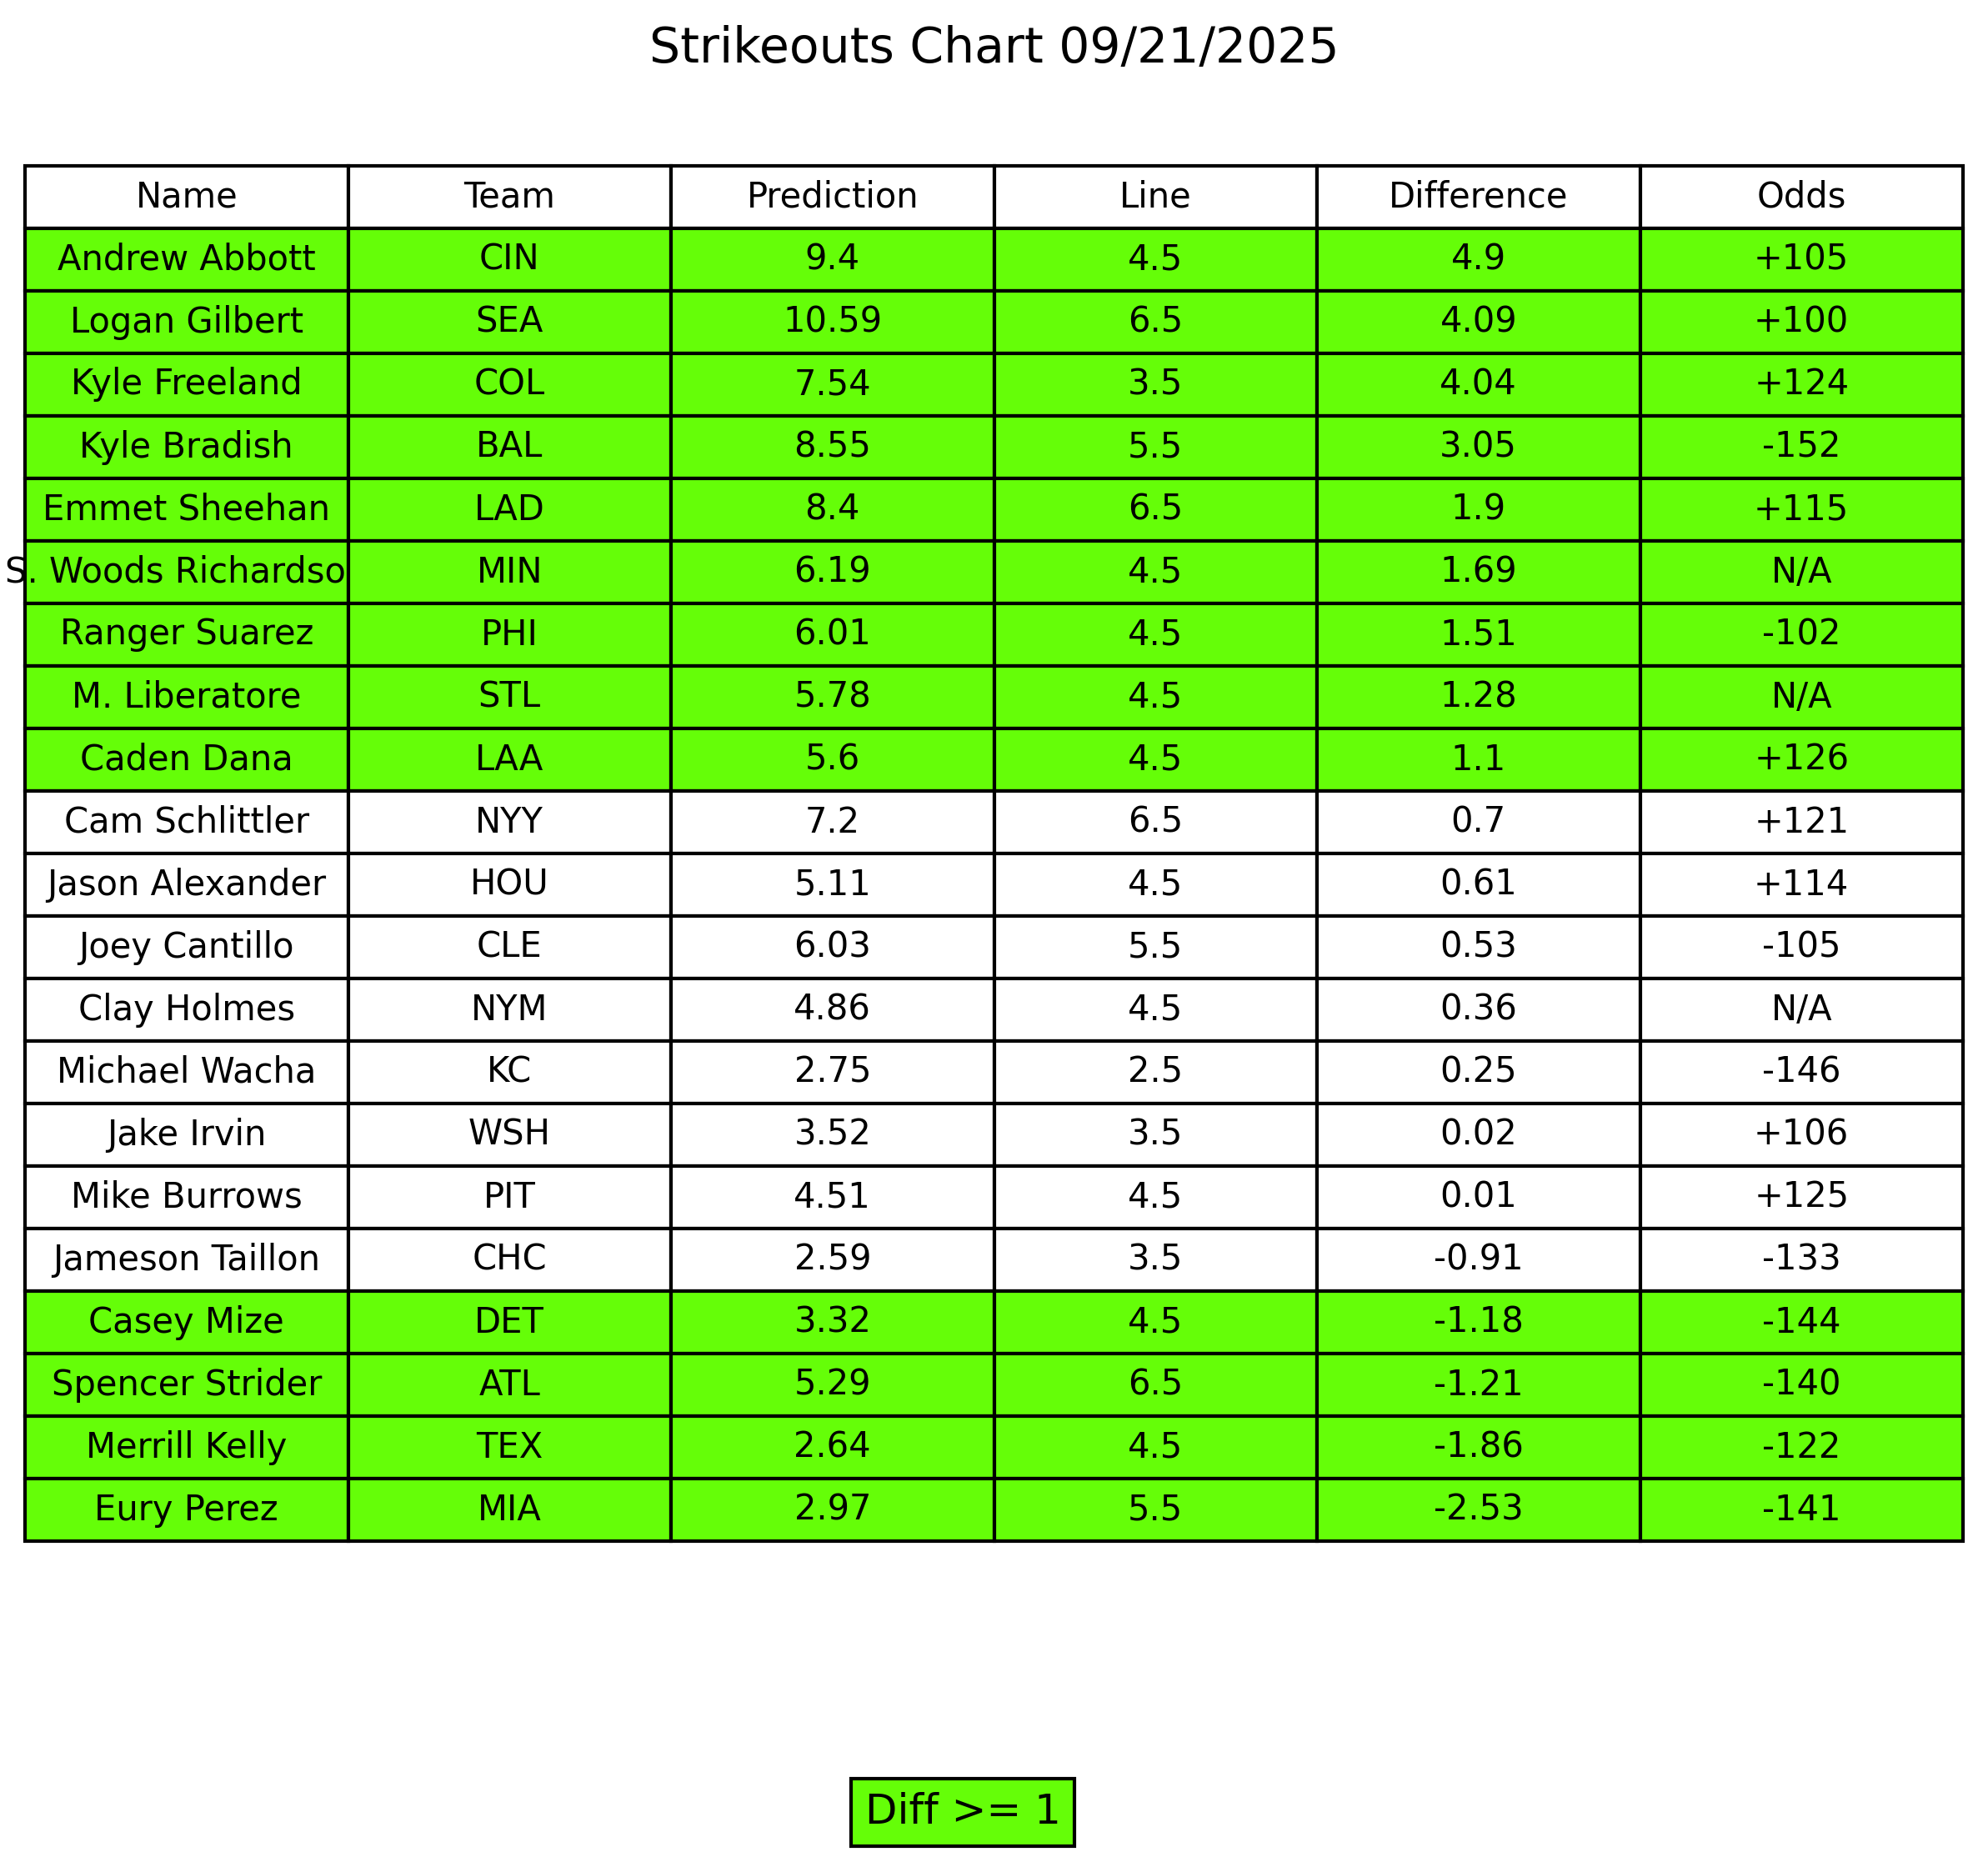 Strikeouts Chart 09/21/2025
Name Team Prediction Line Difference Odds
Andrew Abbott CIN 9.4 4.5 4.9 +105
Logan Gilbert SEA 10.59 6.5 4.09 +100
Kyle Freeland COL 7.54 3.5 4.04 +124
Kyle Bradish BAL 8.55 5.5 3.05 -152
Emmet Sheehan LAD 8.4 6.5 1.9 +115
S. Woods Richardso MIN 6.19 4.5 1.69 N/A
Ranger Suarez PHI 6.01 4.5 1.51 -102
M. Liberatore STL 5.78 4.5 1.28 N/A
Caden Dana LAA 5.6 4.5 1.1 +126
Cam Schlittler NYY 7.2 6.5 0.7 +121
Jason Alexander HOU 5.11 4.5 0.61 +114
Joey Cantillo CLE 6.03 5.5 0.53 -105
Clay Holmes NYM 4.86 4.5 0.36 N/A
Michael Wacha KC 2.75 2.5 0.25 -146
Jake Irvin WSH 3.52 3.5 0.02 +106
Mike Burrows PIT 4.51 4.5 0.01 +125
Jameson Taillon CHC 2.59 3.5 -0.91 -133
Casey Mize DET 3.32 4.5 -1.18 -144
Spencer Strider ATL 5.29 6.5 -1.21 -140
Merrill Kelly TEX 2.64 4.5 -1.86 -122
Eury Perez MIA 2.97 5.5 -2.53 -141
Diff >= 1